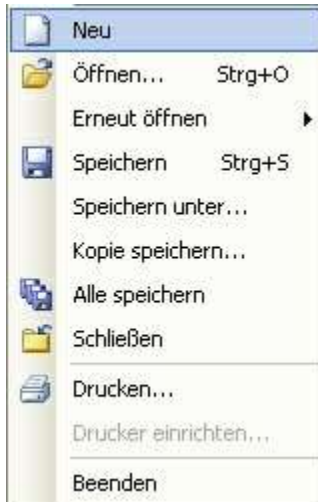 Neu
Öffnen... Strg+O
Erneut öffnen
Speichern Strg+S
Speichern unter...
Kopie speichern...
Alle speichern
Schließen
Drucken...
Drucker einrichten...
Beenden